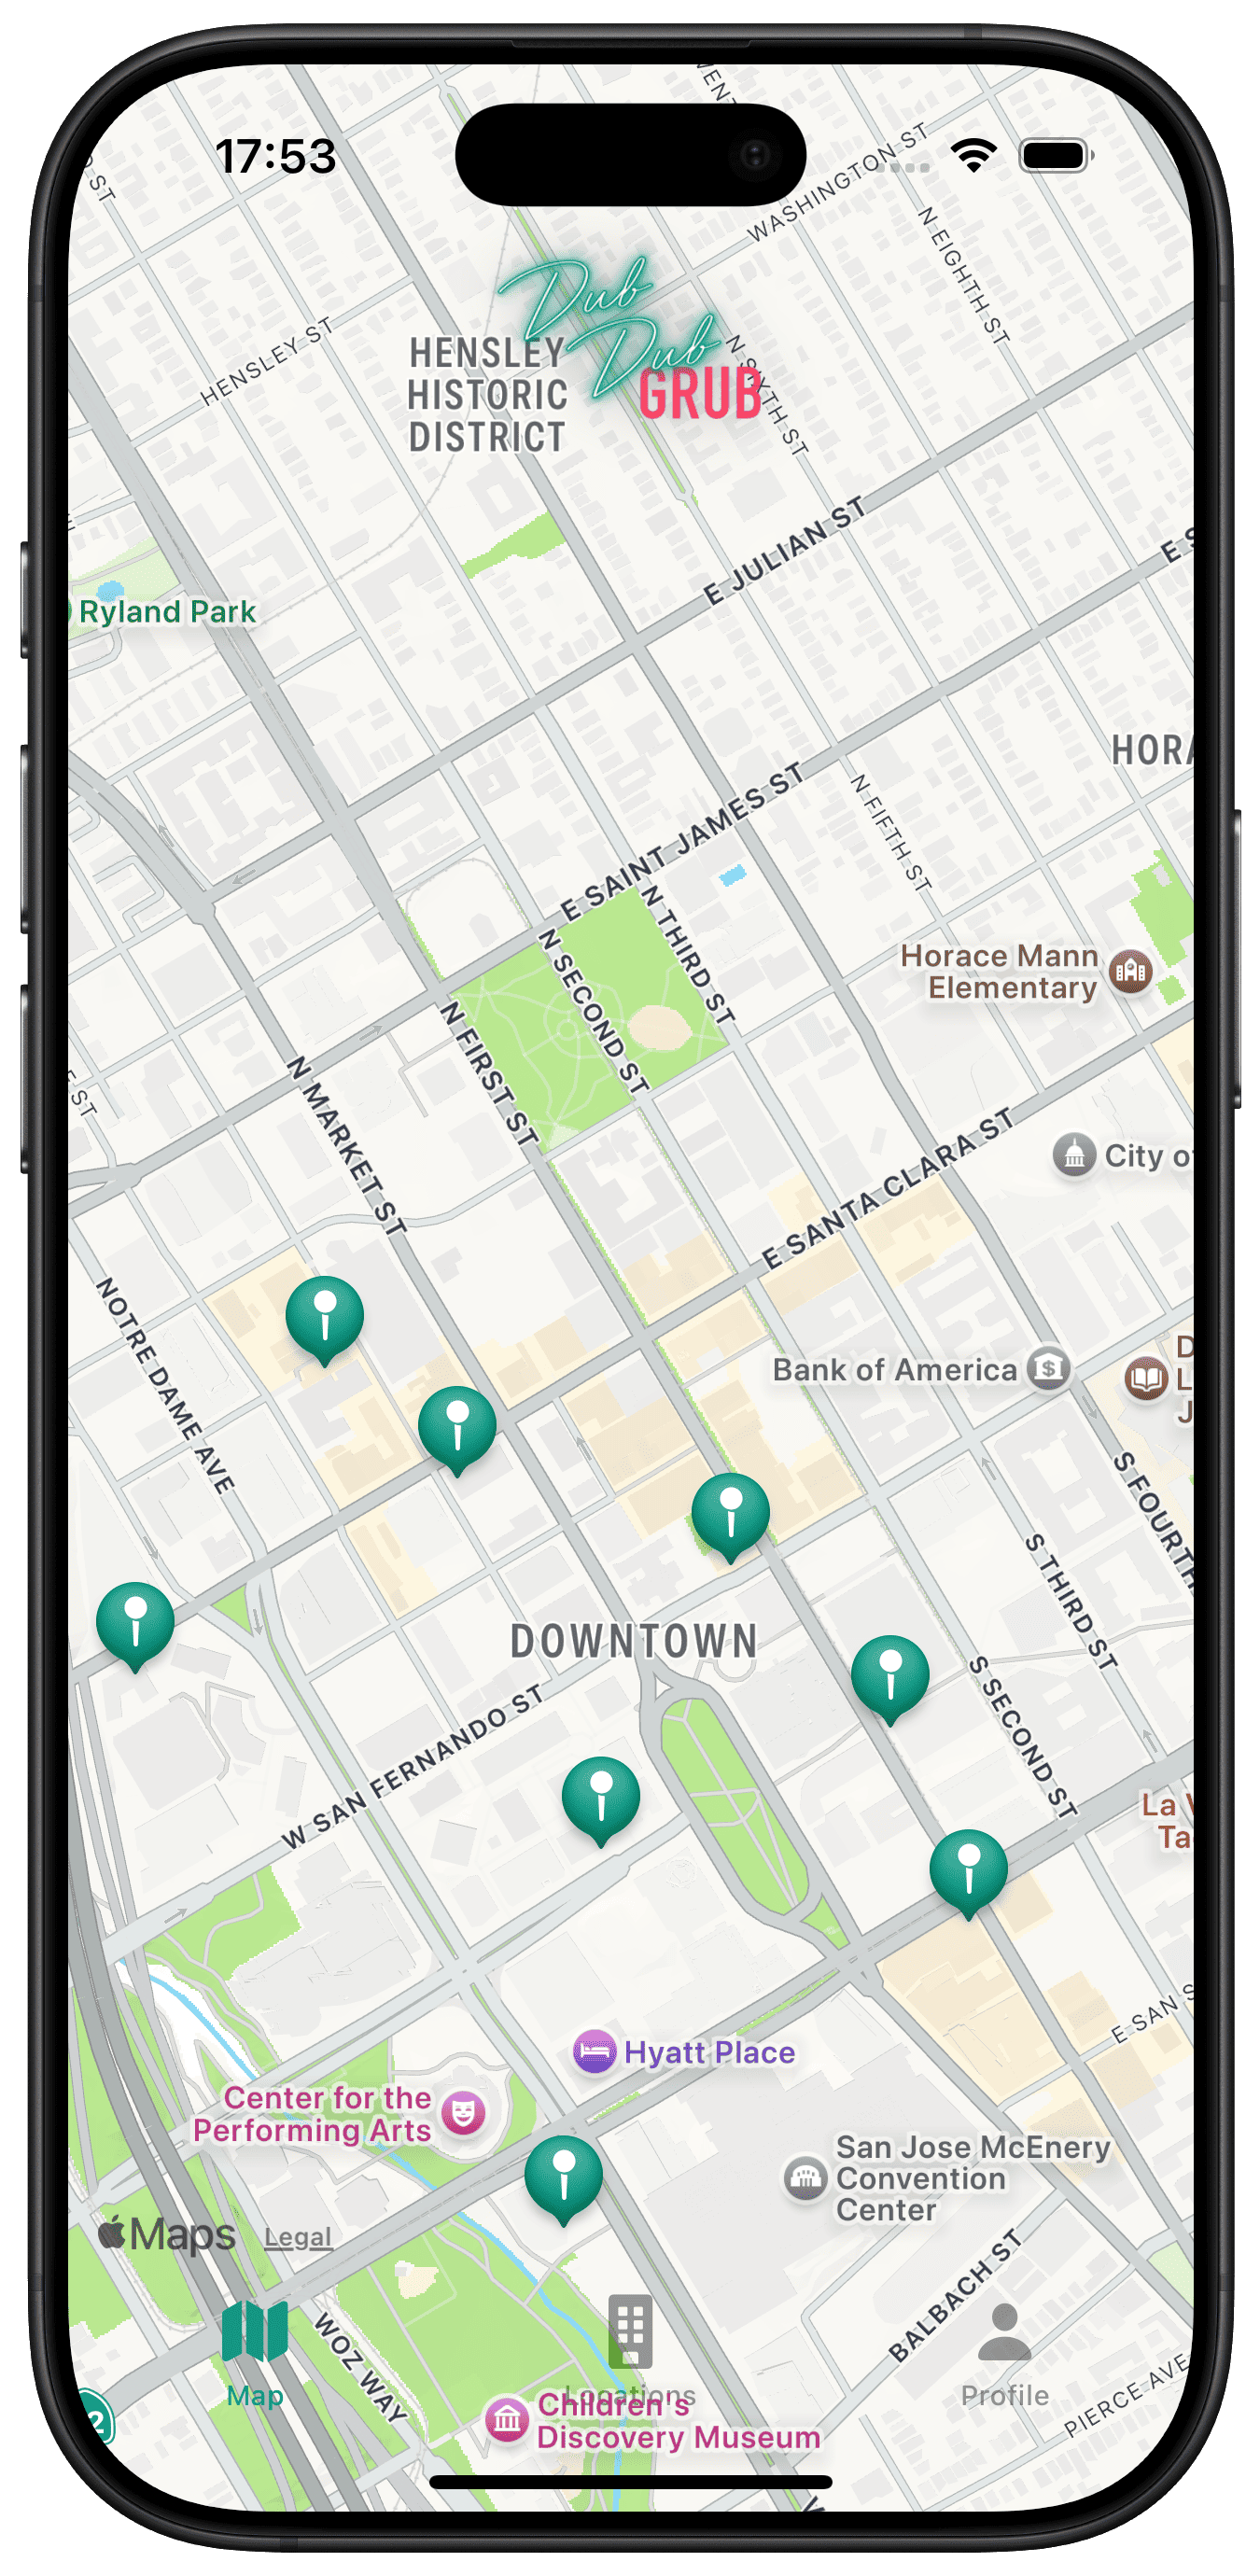 17:53
WASHINGTON ST
N EIGHTH ST
Dub
Dub
GRUB
HENSLEY ST
HENSLEY
HISTORIC
DISTRICT
N SIXTH ST
E JULIAN ST
Ryland Park
HORA
E SAINT JAMES ST
N FIFTH ST
N THIRD ST
N SECOND ST
Horace Mann
Elementary
N FIRST ST
N MARKET ST
E SANTA CLARA ST
City of
NOTRE DAME AVE
Bank of America
S FOURTH
S THIRD ST
DOWNTOWN
S SECOND ST
W SAN FERNANDO ST
La
Ta
E SAN S
Hyatt Place
Center for the
Performing Arts
San Jose McEnery
Convention
Center
Maps
Legal
BALBACH ST
WOZ WAY
PIERCE AVE
Map
Locations
Profile
Children's
Discovery Museum